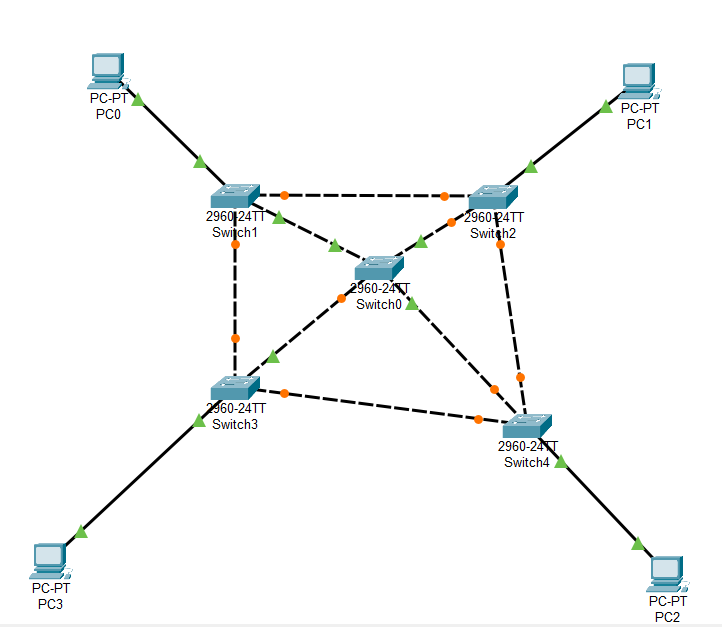 PC-PT
PC0
PC-PT
PC1
2960-24TT
Switch1
2960-24TT
Switch2
2960-24TT
Switch0
2960-24TT
Switch3
2960-24TT
Switch4
PC-PT
PC3
PC-PT
PC2